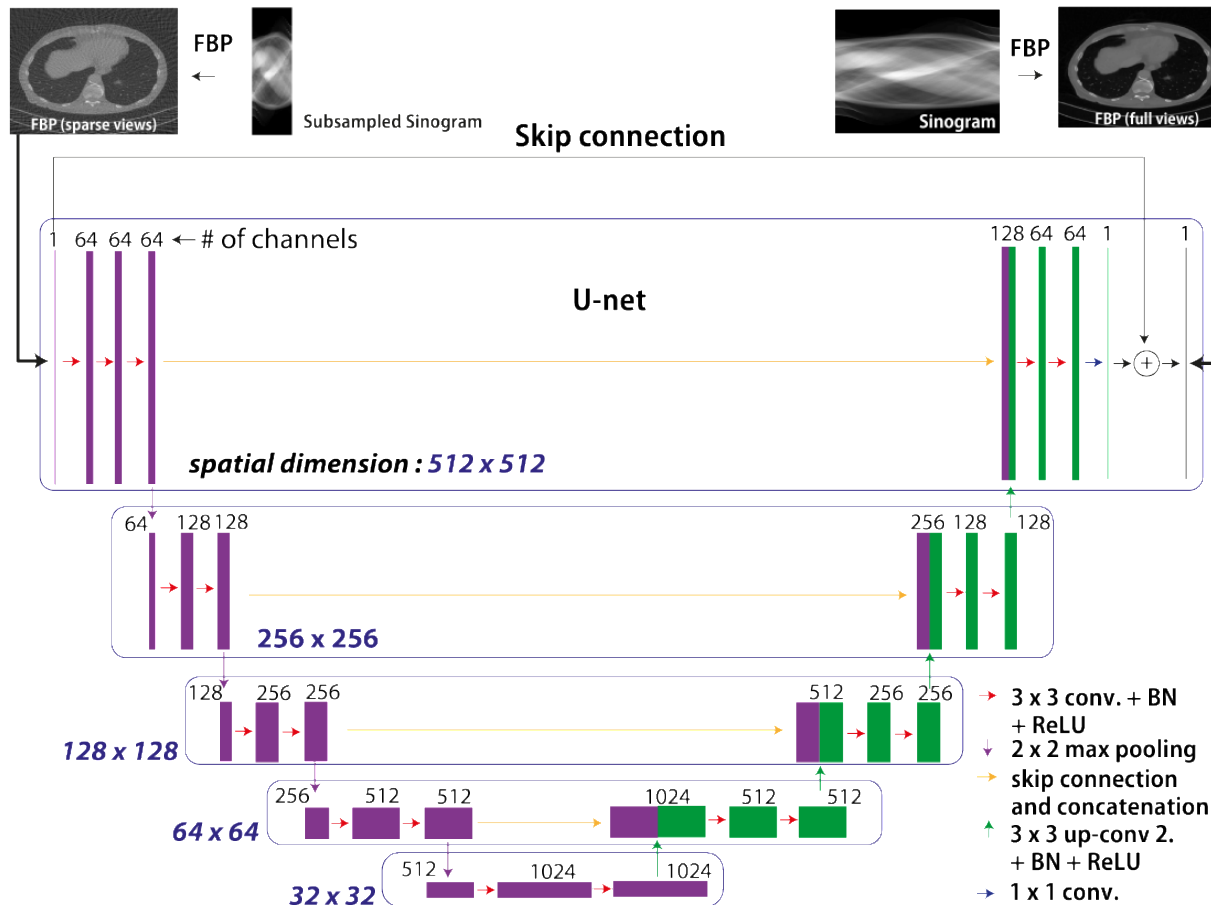 FBP
FBP (sparse views)
Subsampled Sinogram
Sinogram
FBP
FBP (full views)
Skip connection
1 64 64 64 ← # of channels
128 64 64 1 1
U-net
+
spatial dimension : 512 x 512
64 128 128
256 128 128
256 x 256
128 256 256
512 256 256
128 x 128
256 512 512
1024 512 512
64 x 64
512 1024 1024
32 x 32
3 x 3 conv. + BN
+ ReLU
2 x 2 max pooling
skip connection
and concatenation
3 x 3 up-conv 2.
+ BN + ReLU
1 x 1 conv.